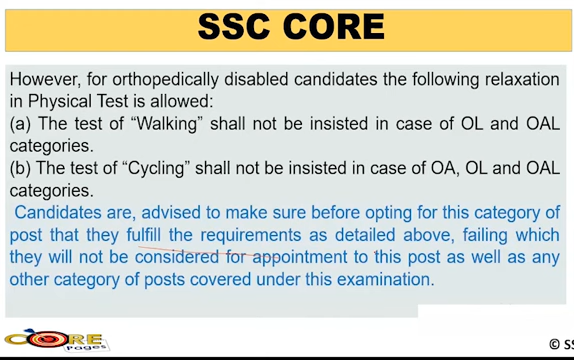 SSC CORE
However, for orthopedically disabled candidates the following relaxation
in Physical Test is allowed:
(a) The test of “Walking” shall not be insisted in case of OL and OAL
categories.
(b) The test of “Cycling” shall not be insisted in case of OA, OL and OAL
categories.
Candidates are, advised to make sure before opting for this category of
post that they fulfill the requirements as detailed above, failing which
they will not be considered for appointment to this post as well as any
other category of posts covered under this examination.
CORE
Pages
© SS